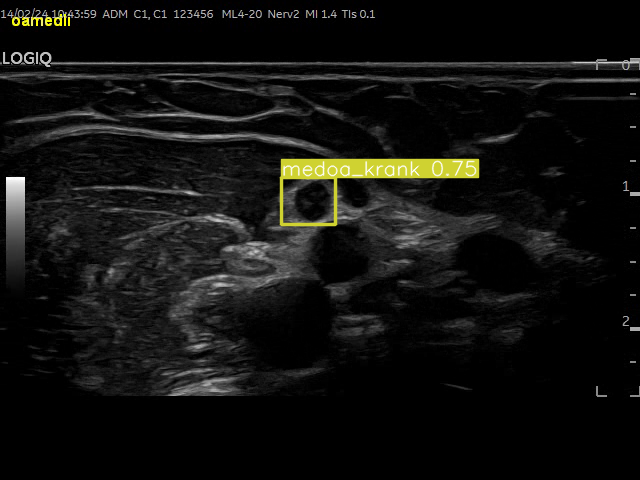 14/02/24 10:43:59 ADM C1, C1 123456 ML4-20 Nerv2 MI 1.4 TIs 0.1
oamedii
LOGIQ
0
medoa_krank 0.75
1
2